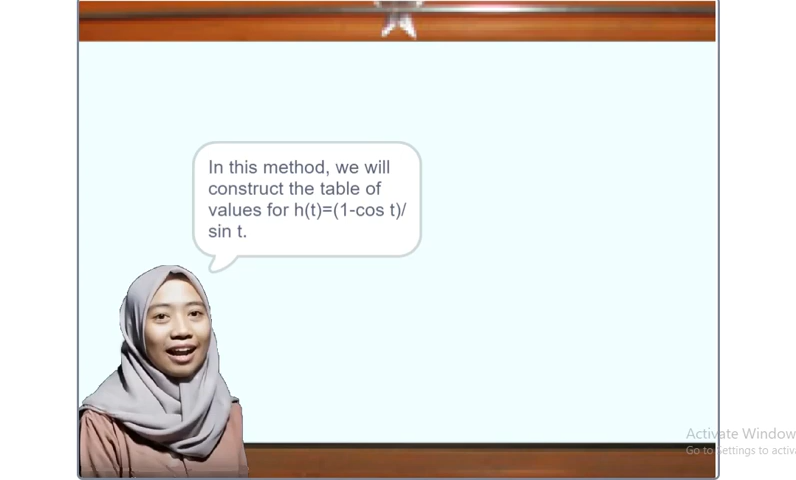 In this method, we will
construct the table of
values for h(t)=(1-cos t)/
sin t.
Activate Window
Go to Settings to activa